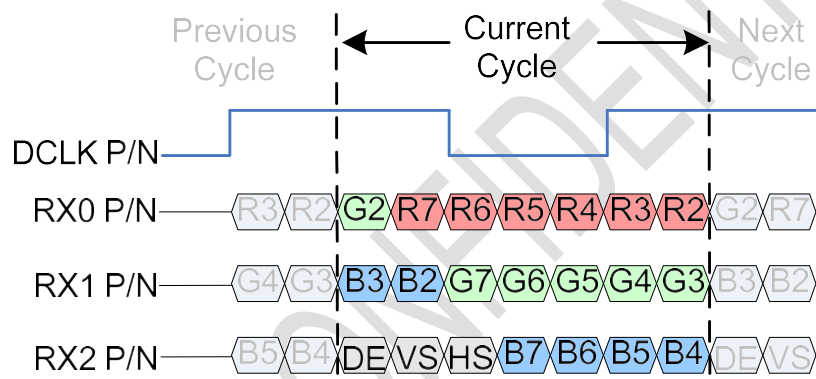 Previous Cycle
Current Cycle
Next Cycle
DCLK P/N
RX0 P/N R3 R2 G2 R7 R6 R5 R4 R3 R2 G2 R7
RX1 P/N G4 G3 B3 B2 G7 G6 G5 G4 G3 B3 B2
RX2 P/N B5 B4 DE VS HS B7 B6 B5 B4 DE VS
ONFIDENT